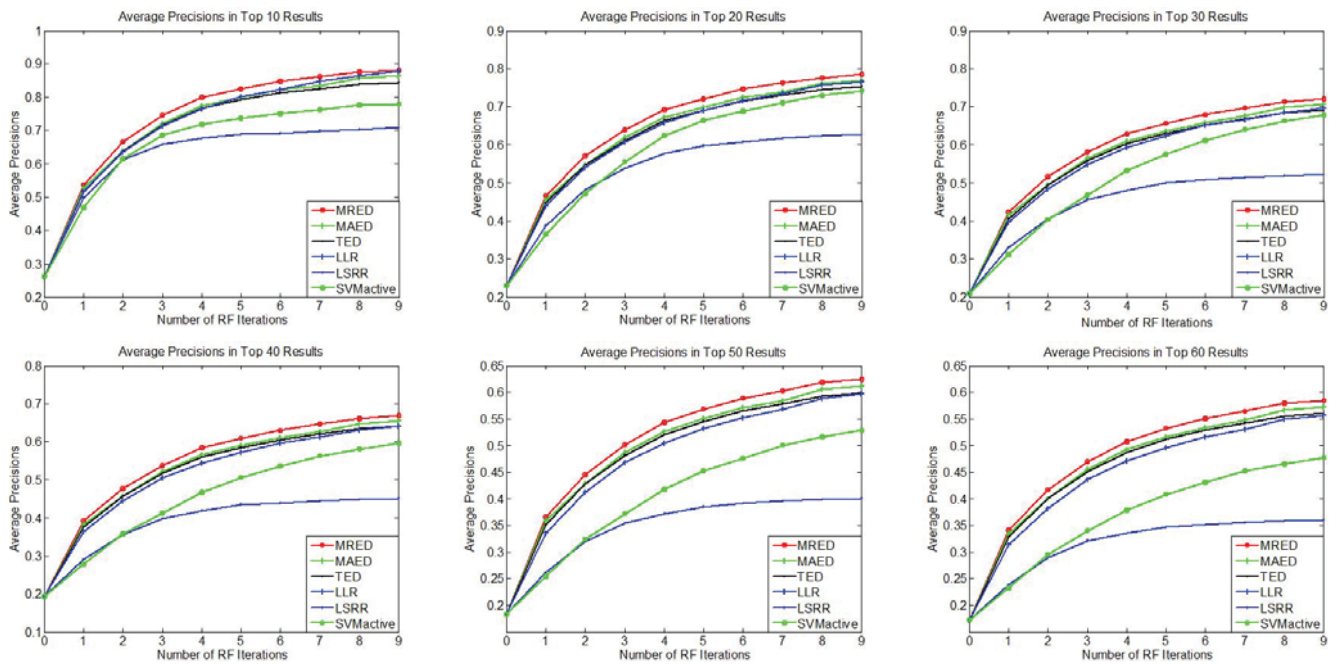 Average Precisions in Top 10 Results
1
0.9
0.8
0.7
0.6
0.5
0.4
0.3
0.2
Average Precisions
MRED
MAED
TED
LLR
LSRR
SVMactive
0 1 2 3 4 5 6 7 8 9
Number of RF Iterations
Average Precisions in Top 20 Results
0.9
0.8
0.7
0.6
0.5
0.4
0.3
0.2
Average Precisions
MRED
MAED
TED
LLR
LSRR
SVMactive
0 1 2 3 4 5 6 7 8 9
Number of RF Iterations
Average Precisions in Top 30 Results
0.9
0.8
0.7
0.6
0.5
0.4
0.3
0.2
Average Precisions
MRED
MAED
TED
LLR
LSRR
SVMactive
0 1 2 3 4 5 6 7 8 9
Number of RF Iterations
Average Precisions in Top 40 Results
0.8
0.7
0.6
0.5
0.4
0.3
0.2
0.1
Average Precisions
MRED
MAED
TED
LLR
LSRR
SVMactive
0 1 2 3 4 5 6 7 8 9
Number of RF Iterations
Average Precisions in Top 50 Results
0.65
0.6
0.55
0.5
0.45
0.4
0.35
0.3
0.25
0.2
Average Precisions
MRED
MAED
TED
LLR
LSRR
SVMactive
0 1 2 3 4 5 6 7 8 9
Number of RF Iterations
Average Precisions in Top 60 Results
0.65
0.6
0.55
0.5
0.45
0.4
0.35
0.3
0.25
0.2
Average Precisions
MRED
MAED
TED
LLR
LSRR
SVMactive
0 1 2 3 4 5 6 7 8 9
Number of RF Iterations